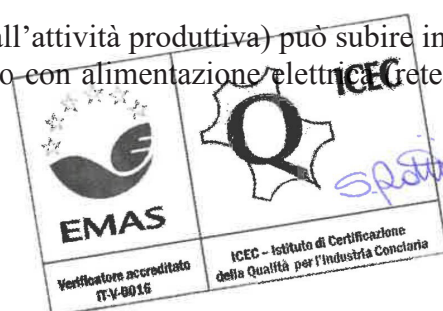 all’attività produttiva) può subire in
o con alimentazione elettrica (rete
ICEC
Q
EMAS
Verificatore accreditato
IT-V-0016
ICEC – Istituto di Certificazione
della Qualità per l'Industria Conciaria